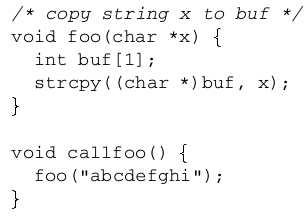 /* copy string x to buf */
void foo(char *x) {
  int buf[1];
  strcpy((char *)buf, x);
}

void callfoo() {
  foo("abcdefghi");
}